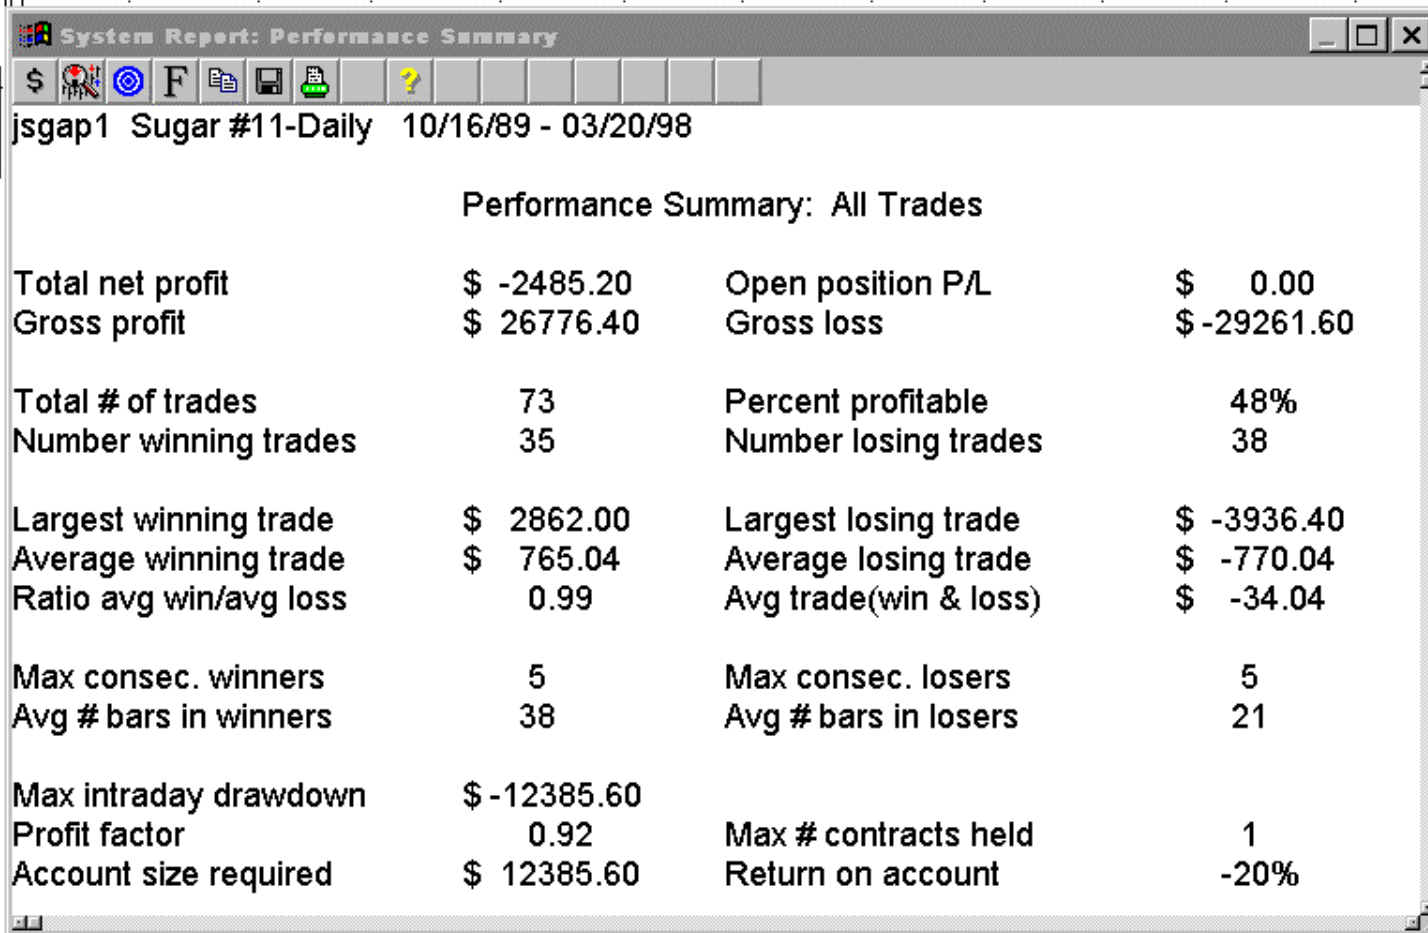 System Report: Performance Summary
$ F ?
jsgap1 Sugar #11-Daily 10/16/89 - 03/20/98
Performance Summary: All Trades
Total net profit $ -2485.20 Open position P/L $ 0.00
Gross profit $ 26776.40 Gross loss $ -29261.60
Total # of trades 73 Percent profitable 48%
Number winning trades 35 Number losing trades 38
Largest winning trade $ 2862.00 Largest losing trade $ -3936.40
Average winning trade $ 765.04 Average losing trade $ -770.04
Ratio avg win/avg loss 0.99 Avg trade(win & loss) $ -34.04
Max consec. winners 5 Max consec. losers 5
Avg # bars in winners 38 Avg # bars in losers 21
Max intraday drawdown $ -12385.60
Profit factor 0.92 Max # contracts held 1
Account size required $ 12385.60 Return on account -20%